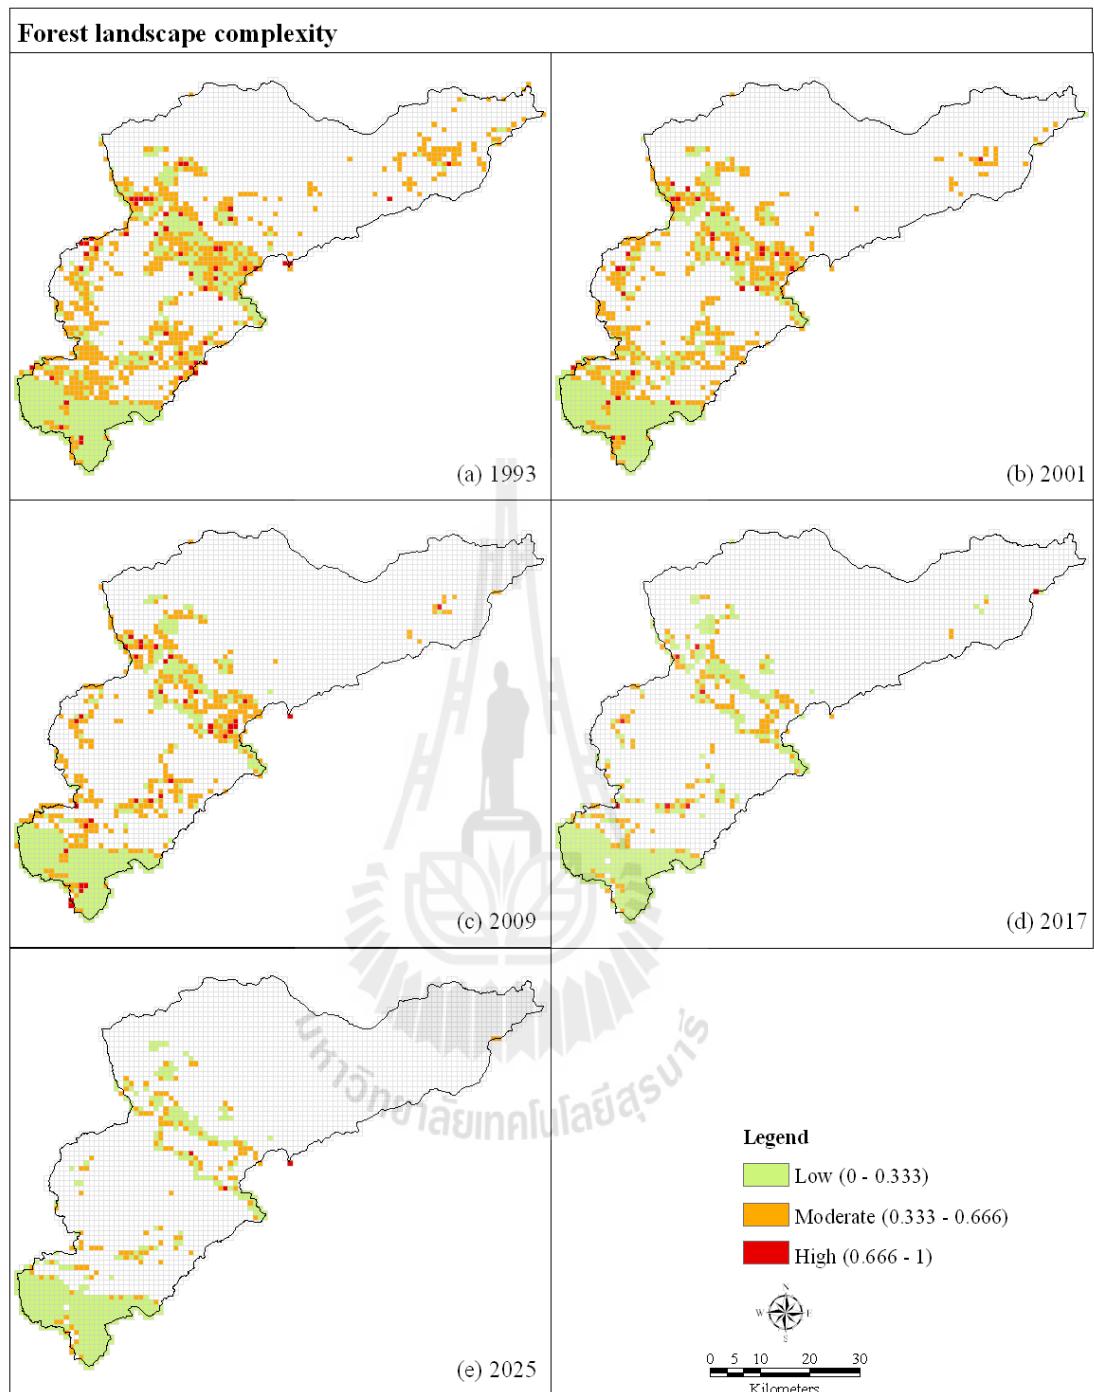 Forest landscape complexity
(a) 1993
(b) 2001
(c) 2009
(d) 2017
มหาวิทยาลัยเทคโนโลยีสุรนารี
(e) 2025
Legend
Low (0 - 0.333)
Moderate (0.333 - 0.666)
High (0.666 - 1)
N
W E
S
0 5 10 20 30
Kilometers